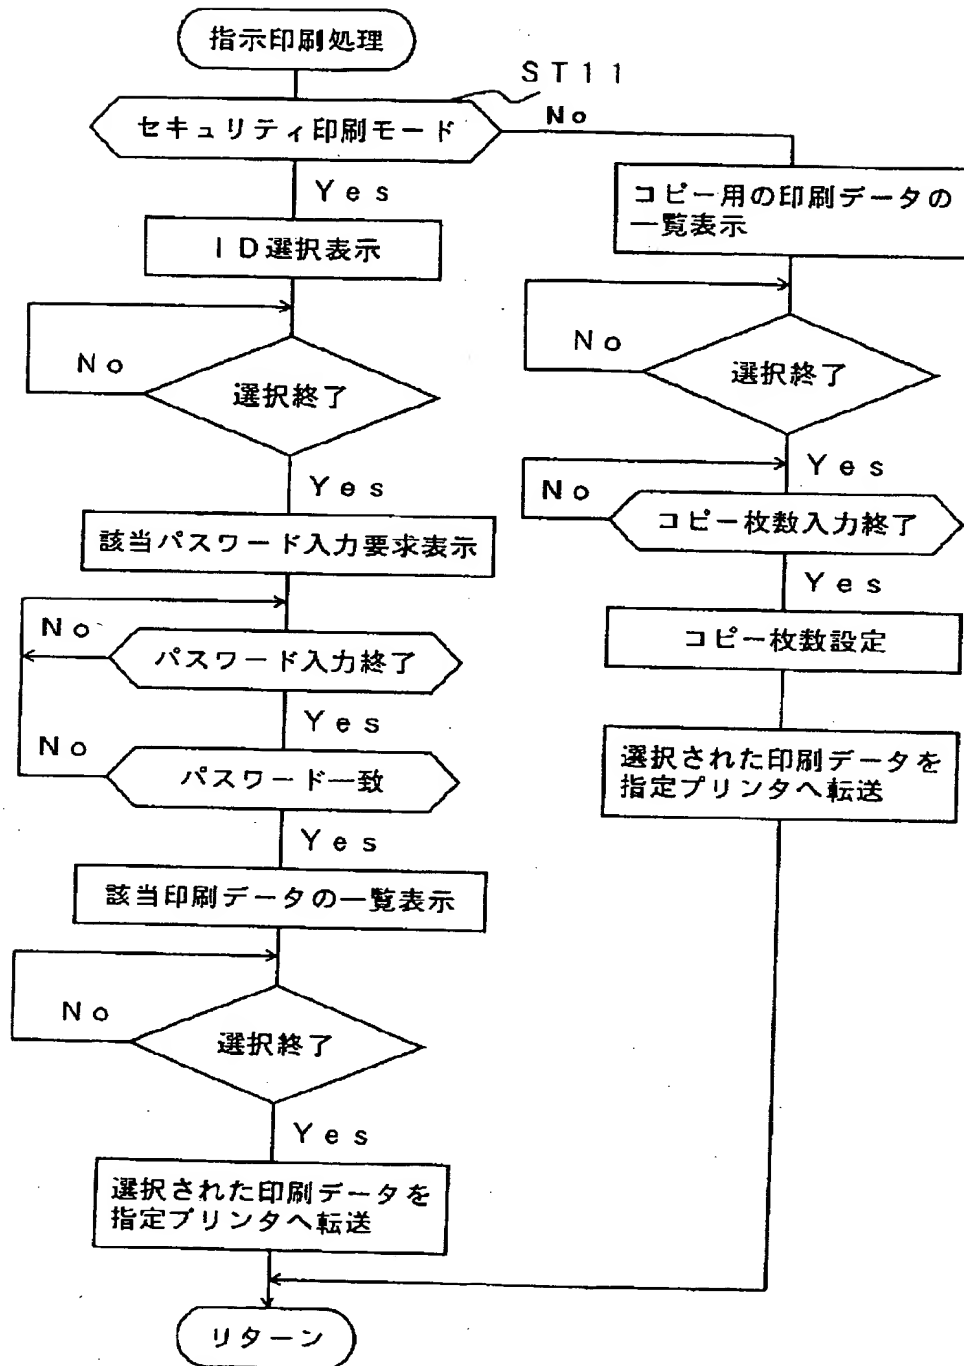 指示印刷処理
ST11
セキュリティ印刷モード
No
Yes
ID選択表示
No
選択終了
Yes
該当パスワード入力要求表示
No
パスワード入力終了
Yes
No
パスワード一致
Yes
該当印刷データの一覧表示
No
選択終了
Yes
選択された印刷データを
指定プリンタへ転送
コピー用の印刷データの
一覧表示
No
選択終了
Yes
No
コピー枚数入力終了
Yes
コピー枚数設定
選択された印刷データを
指定プリンタへ転送
リターン